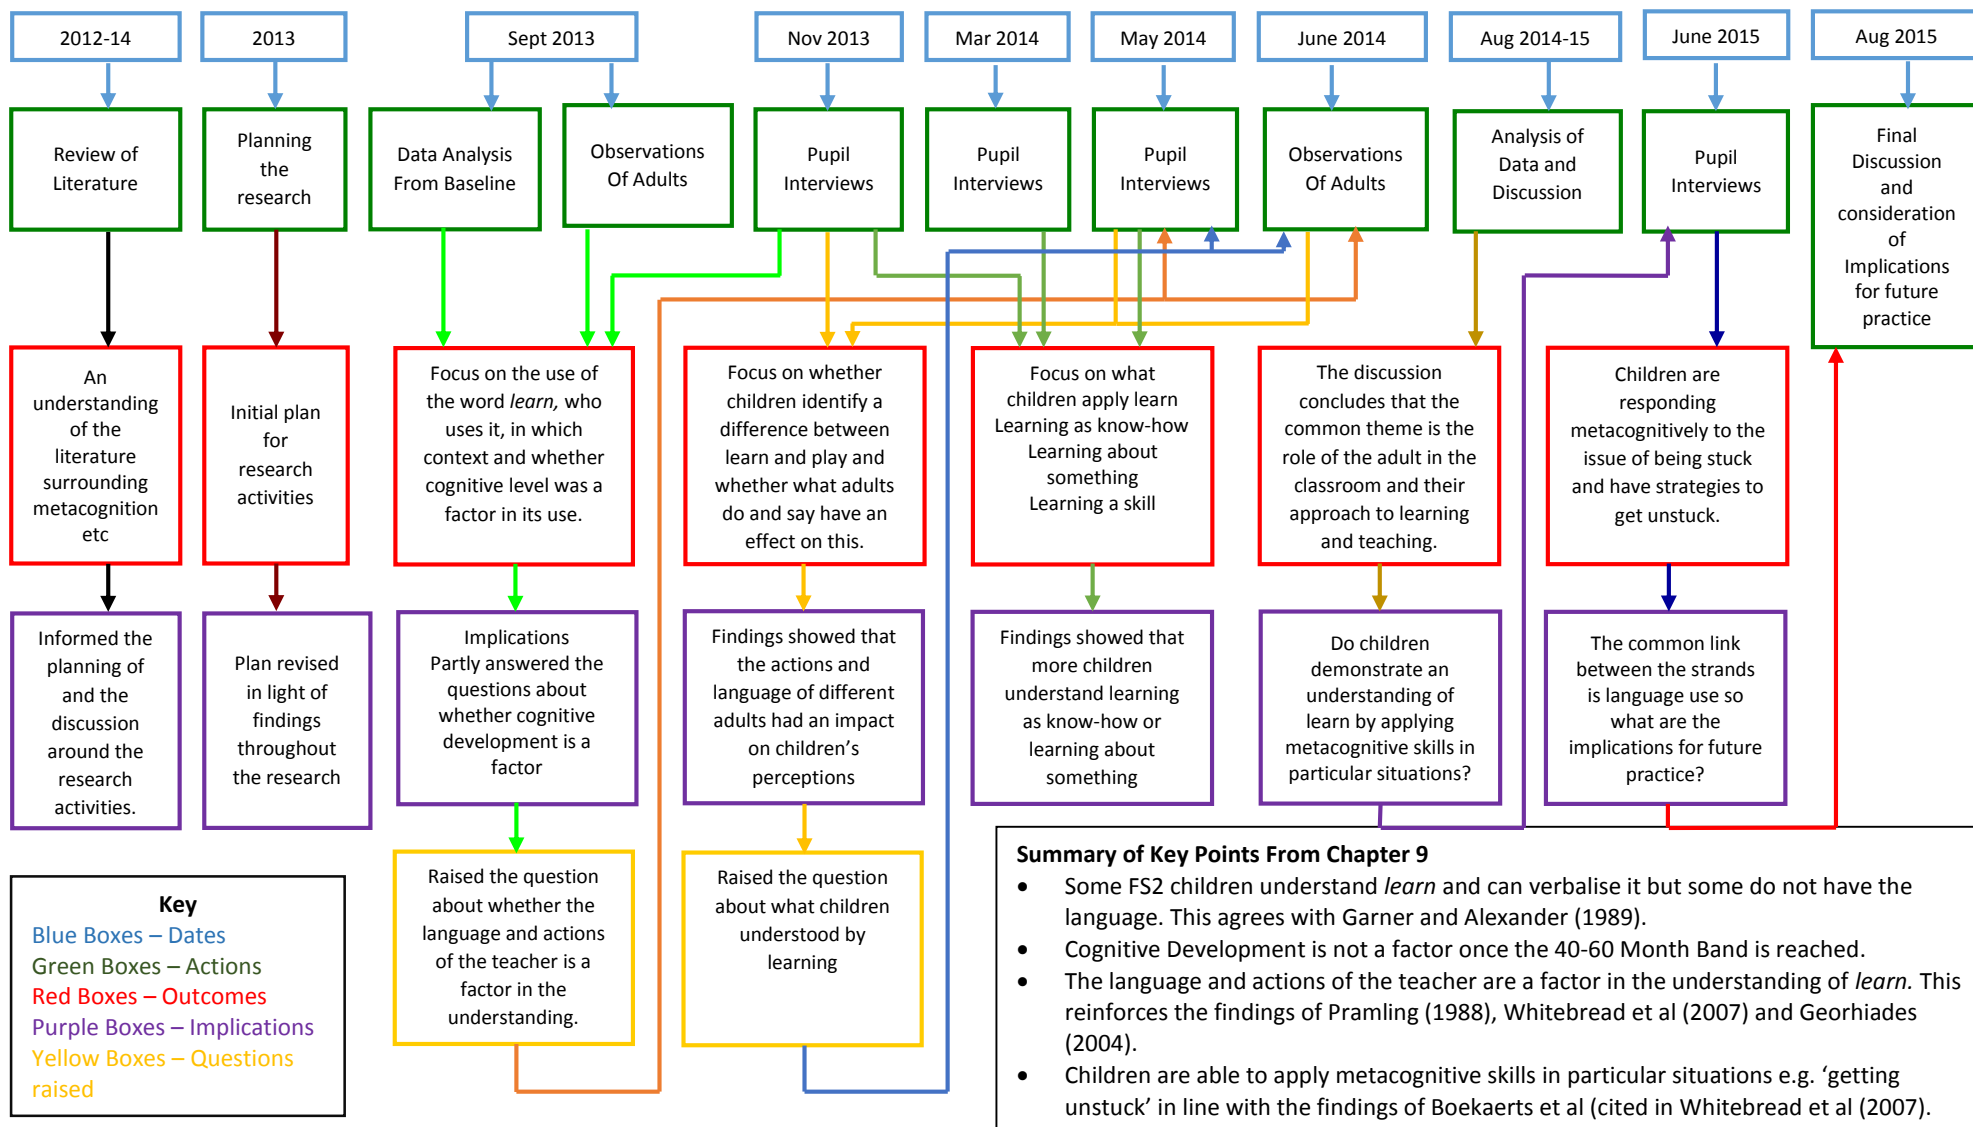 2012-14
2013
Sept 2013
Nov 2013
Mar 2014
May 2014
June 2014
Aug 2014-15
June 2015
Aug 2015
Review of
Literature
Planning
the
research
Data Analysis
From Baseline
Observations
Of Adults
Pupil
Interviews
Pupil
Interviews
Pupil
Interviews
Observations
Of Adults
Analysis of
Data and
Discussion
Pupil
Interviews
Final
Discussion
and
consideration
of
Implications
for future
practice
An
understanding
of the
literature
surrounding
metacognition
etc
Initial plan
for
research
activities
Focus on the use of
the word learn, who
uses it, in which
context and whether
cognitive level was a
factor in its use.
Focus on whether
children identify a
difference between
learn and play and
whether what adults
do and say have an
effect on this.
Focus on what
children apply learn
Learning as know-how
Learning about
something
Learning a skill
The discussion
concludes that the
common theme is the
role of the adult in the
classroom and their
approach to learning
and teaching.
Children are
responding
metacognitively to the
issue of being stuck
and have strategies to
get unstuck.
Informed the
planning of
and the
discussion
around the
research
activities.
Plan revised
in light of
findings
throughout
the research
Implications
Partly answered the
questions about
whether cognitive
development is a
factor
Findings showed that
the actions and
language of different
adults had an impact
on children's
perceptions
Findings showed that
more children
understand learning
as know-how or
learning about
something
Do children
demonstrate an
understanding of
learn by applying
metacognitive skills in
particular situations?
The common link
between the strands
is language use so
what are the
implications for future
practice?
Raised the question
about whether the
language and actions
of the teacher is a
factor in the
understanding.
Raised the question
about what children
understood by
learning
Key
Blue Boxes – Dates
Green Boxes – Actions
Red Boxes – Outcomes
Purple Boxes – Implications
Yellow Boxes – Questions
raised
Summary of Key Points From Chapter 9
• Some FS2 children understand learn and can verbalise it but some do not have the
language. This agrees with Garner and Alexander (1989).
• Cognitive Development is not a factor once the 40-60 Month Band is reached.
• The language and actions of the teacher are a factor in the understanding of learn. This
reinforces the findings of Pramling (1988), Whitebread et al (2007) and Georhiades
(2004).
• Children are able to apply metacognitive skills in particular situations e.g. 'getting
unstuck' in line with the findings of Boekaerts et al (cited in Whitebread et al (2007).